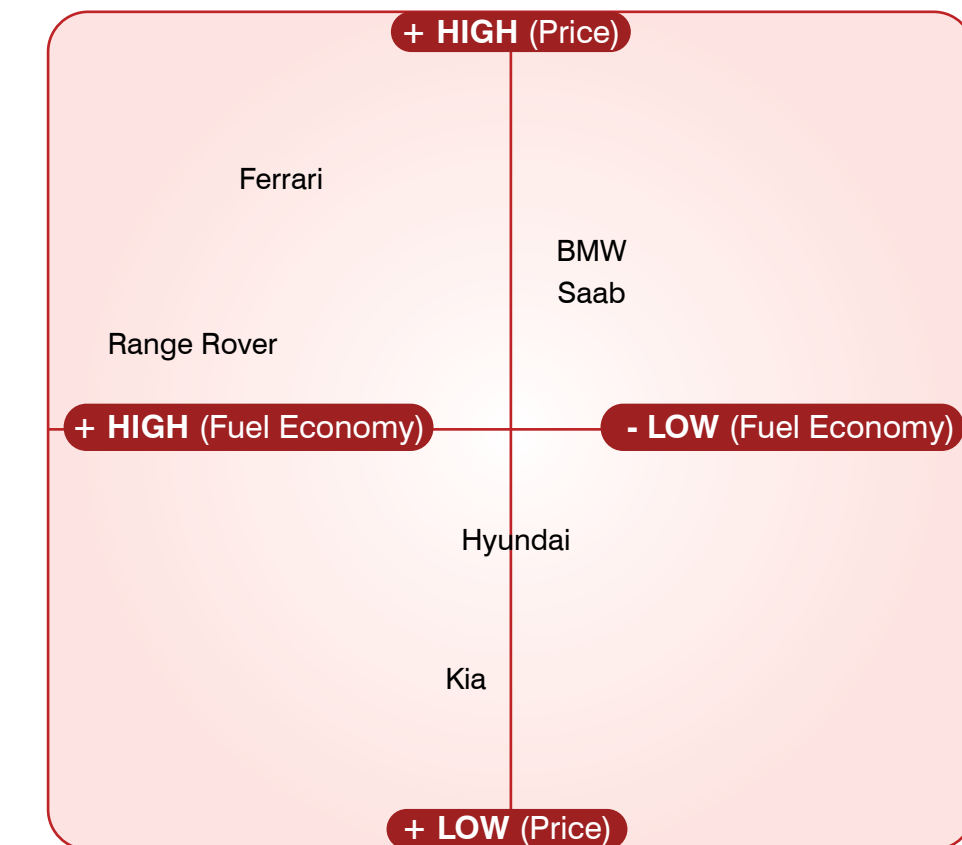 + HIGH (Price)
Ferrari
BMW
Saab
Range Rover
+ HIGH (Fuel Economy)
- LOW (Fuel Economy)
Hyundai
Kia
+ LOW (Price)